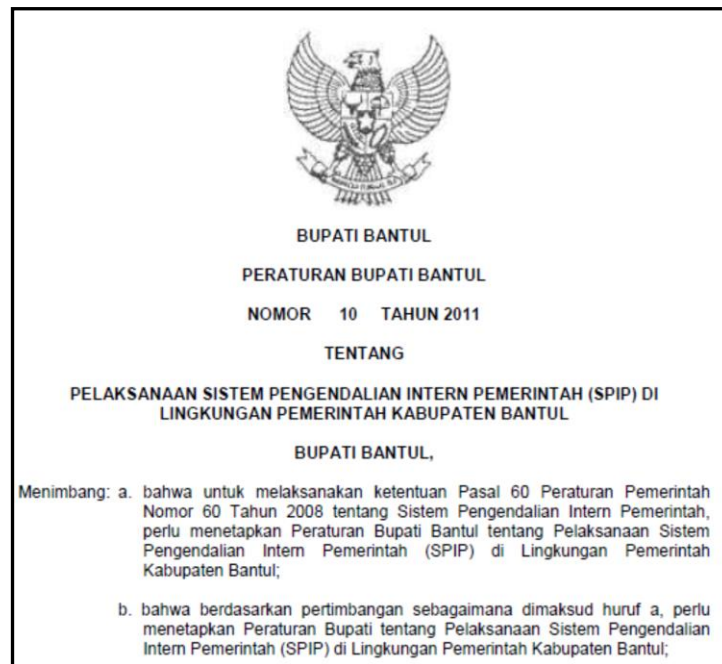 BUPATI BANTUL
PERATURAN BUPATI BANTUL
NOMOR 10 TAHUN 2011
TENTANG
PELAKSANAAN SISTEM PENGENDALIAN INTERN PEMERINTAH (SPIP) DI
LINGKUNGAN PEMERINTAH KABUPATEN BANTUL
BUPATI BANTUL,
Menimbang: a. bahwa untuk melaksanakan ketentuan Pasal 60 Peraturan Pemerintah
Nomor 60 Tahun 2008 tentang Sistem Pengendalian Intern Pemerintah,
perlu menetapkan Peraturan Bupati Bantul tentang Pelaksanaan Sistem
Pengendalian Intern Pemerintah (SPIP) di Lingkungan Pemerintah
Kabupaten Bantul;
b. bahwa berdasarkan pertimbangan sebagaimana dimaksud huruf a, perlu
menetapkan Peraturan Bupati tentang Pelaksanaan Sistem Pengendalian
Intern Pemerintah (SPIP) di Lingkungan Pemerintah Kabupaten Bantul;